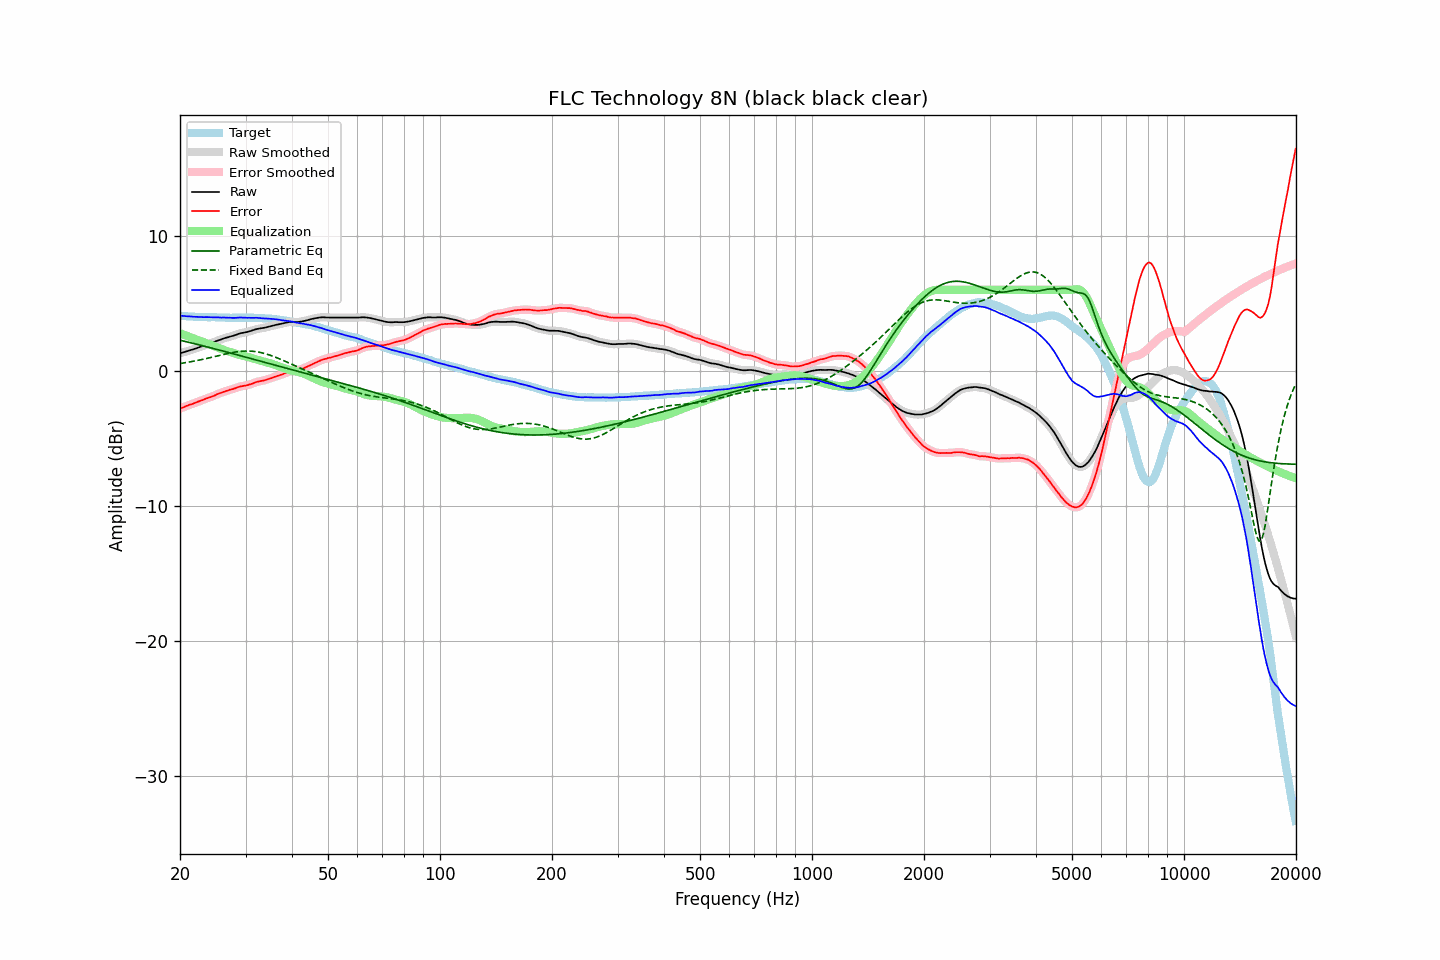 FLC Technology 8N (black black clear)
Target
Raw Smoothed
Error Smoothed
Raw
Error
Equalization
Parametric Eq
Fixed Band Eq
Equalized
Amplitude (dBr)
10
0
−10
−20
−30
20 50 100 200 500 1000 2000 5000 10000 20000
Frequency (Hz)